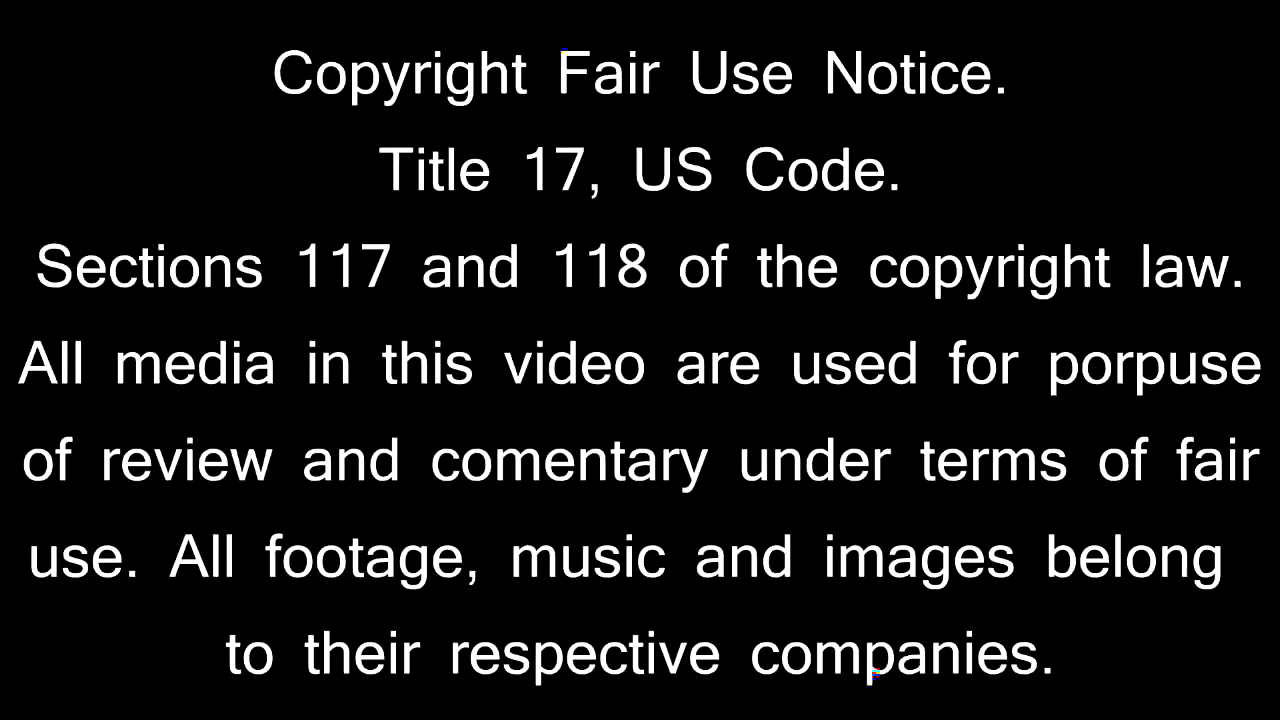 Copyright Fair Use Notice.
Title 17, US Code.
Sections 117 and 118 of the copyright law.
All media in this video are used for porpuse
of review and comentary under terms of fair
use. All footage, music and images belong
to their respective companies.